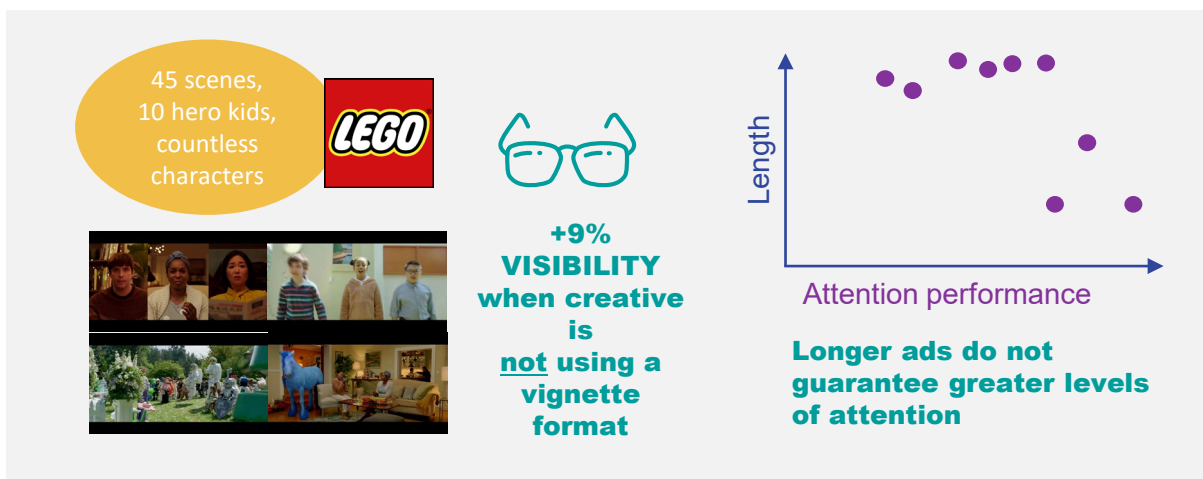 45 scenes,
10 hero kids,
countless
characters
LEGO
+9%
VISIBILITY
when creative
is
not using a
vignette
format
Length
Attention performance
Longer ads do not
guarantee greater levels
of attention